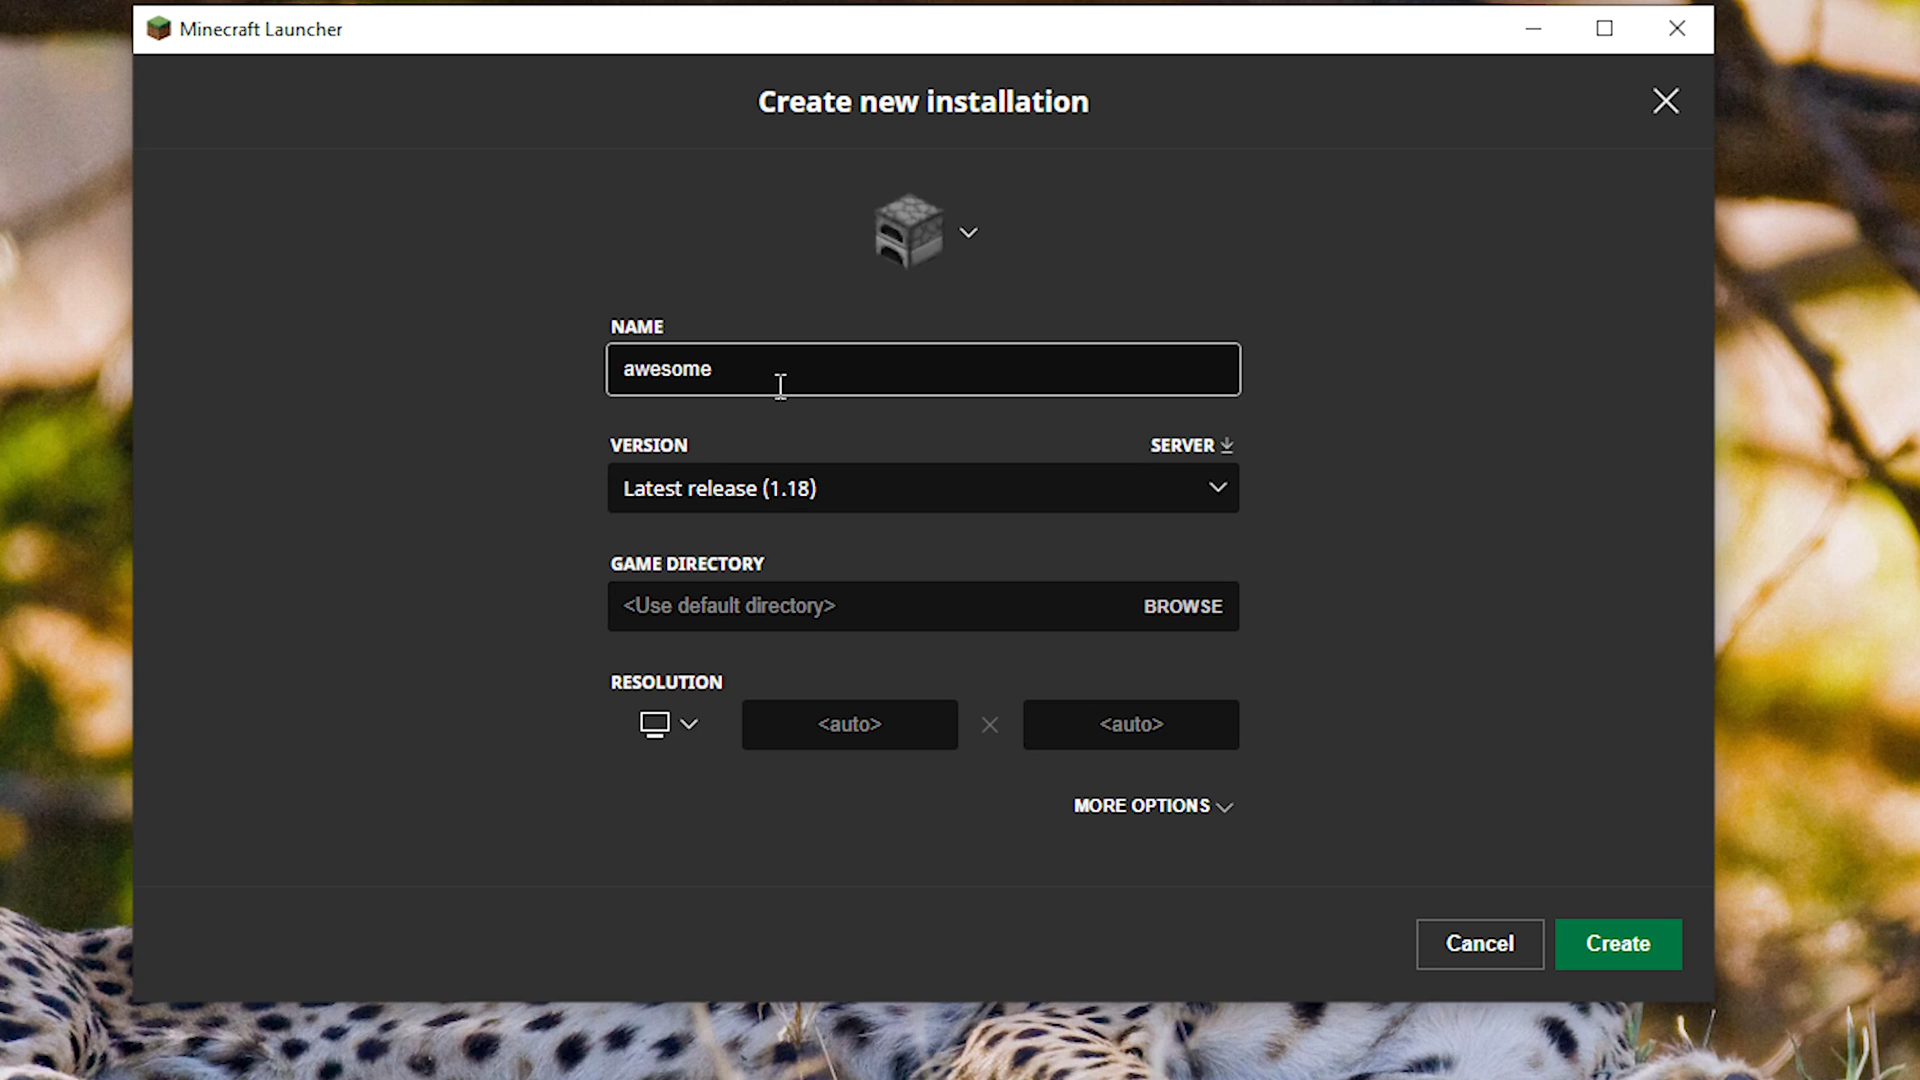 Minecraft Launcher
Create new installation
NAME
awesome
VERSION
SERVER
Latest release (1.18)
GAME DIRECTORY
<Use default directory>
BROWSE
RESOLUTION
<auto>
<auto>
MORE OPTIONS
Cancel
Create